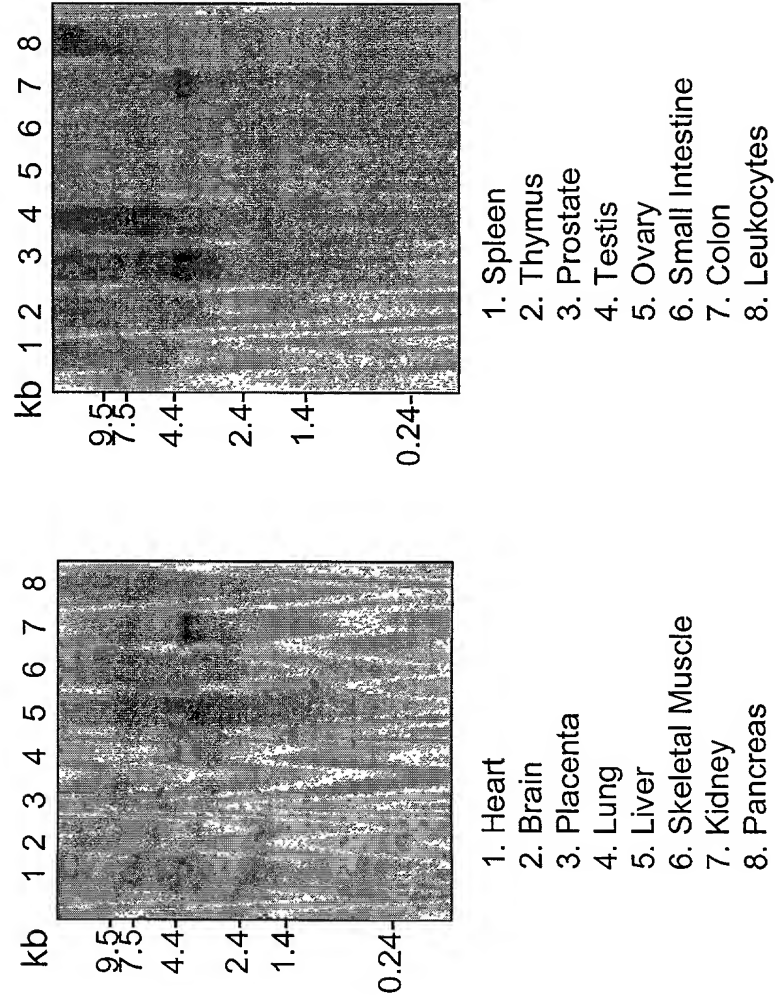 kb 1 2 3 4 5 6 7 8
9.5
7.5
4.4
2.4
1.4
0.24
1. Heart
2. Brain
3. Placenta
4. Lung
5. Liver
6. Skeletal Muscle
7. Kidney
8. Pancreas
kb 1 2 3 4 5 6 7 8
9.5
7.5
4.4
2.4
1.4
0.24
1. Spleen
2. Thymus
3. Prostate
4. Testis
5. Ovary
6. Small Intestine
7. Colon
8. Leukocytes